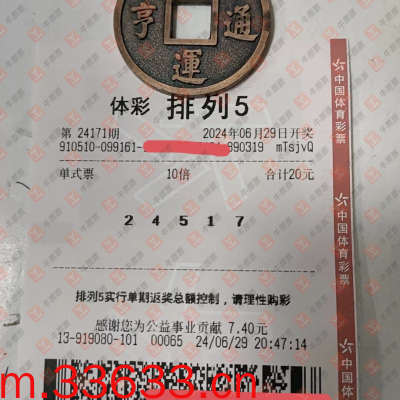 亨 通
運
体彩 排列5
第 24171期 2024年06月29日开奖
910510-099161- 890319 mTsjvQ
单式票 10倍 合计20元
2 4 5 1 7
排列5实行单期返奖总额控制，请理性购彩
感谢您为公益事业贡献 7.40元
13-919080-101 00065 24/06/29 20:47:14
m.33633.cn
中国体育彩票
中国体育彩票
中国体育彩票